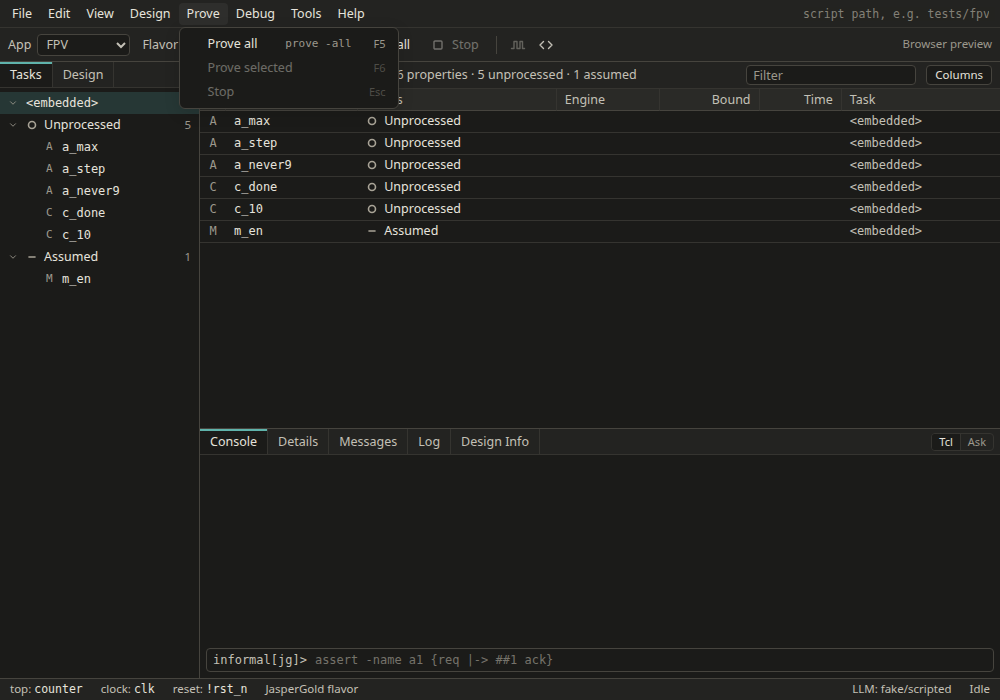 File Edit View Design Prove Debug Tools Help script path, e.g. tests/fpv
App FPV Flavor all Stop Browser preview
Prove all prove -all F5
Prove selected F6
Stop Esc
Tasks Design 6 properties · 5 unprocessed · 1 assumed Filter Columns
Engine Bound Time Task
<embedded>
Unprocessed 5
A a_max
A a_step
A a_never9
C c_done
C c_10
Assumed 1
M m_en
A a_max Unprocessed <embedded>
A a_step Unprocessed <embedded>
A a_never9 Unprocessed <embedded>
C c_done Unprocessed <embedded>
C c_10 Unprocessed <embedded>
M m_en Assumed <embedded>
Console Details Messages Log Design Info Tcl Ask
informal[jg]> assert -name a1 {req |-> ##1 ack}
top: counter clock: clk reset: !rst_n JasperGold flavor LLM: fake/scripted Idle